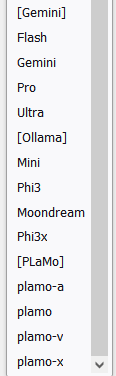 [Gemini]
Flash
Gemini
Pro
Ultra
[Ollama]
Mini
Phi3
Moondream
Phi3x
[PLaMo]
plamo-a
plamo
plamo-v
plamo-x